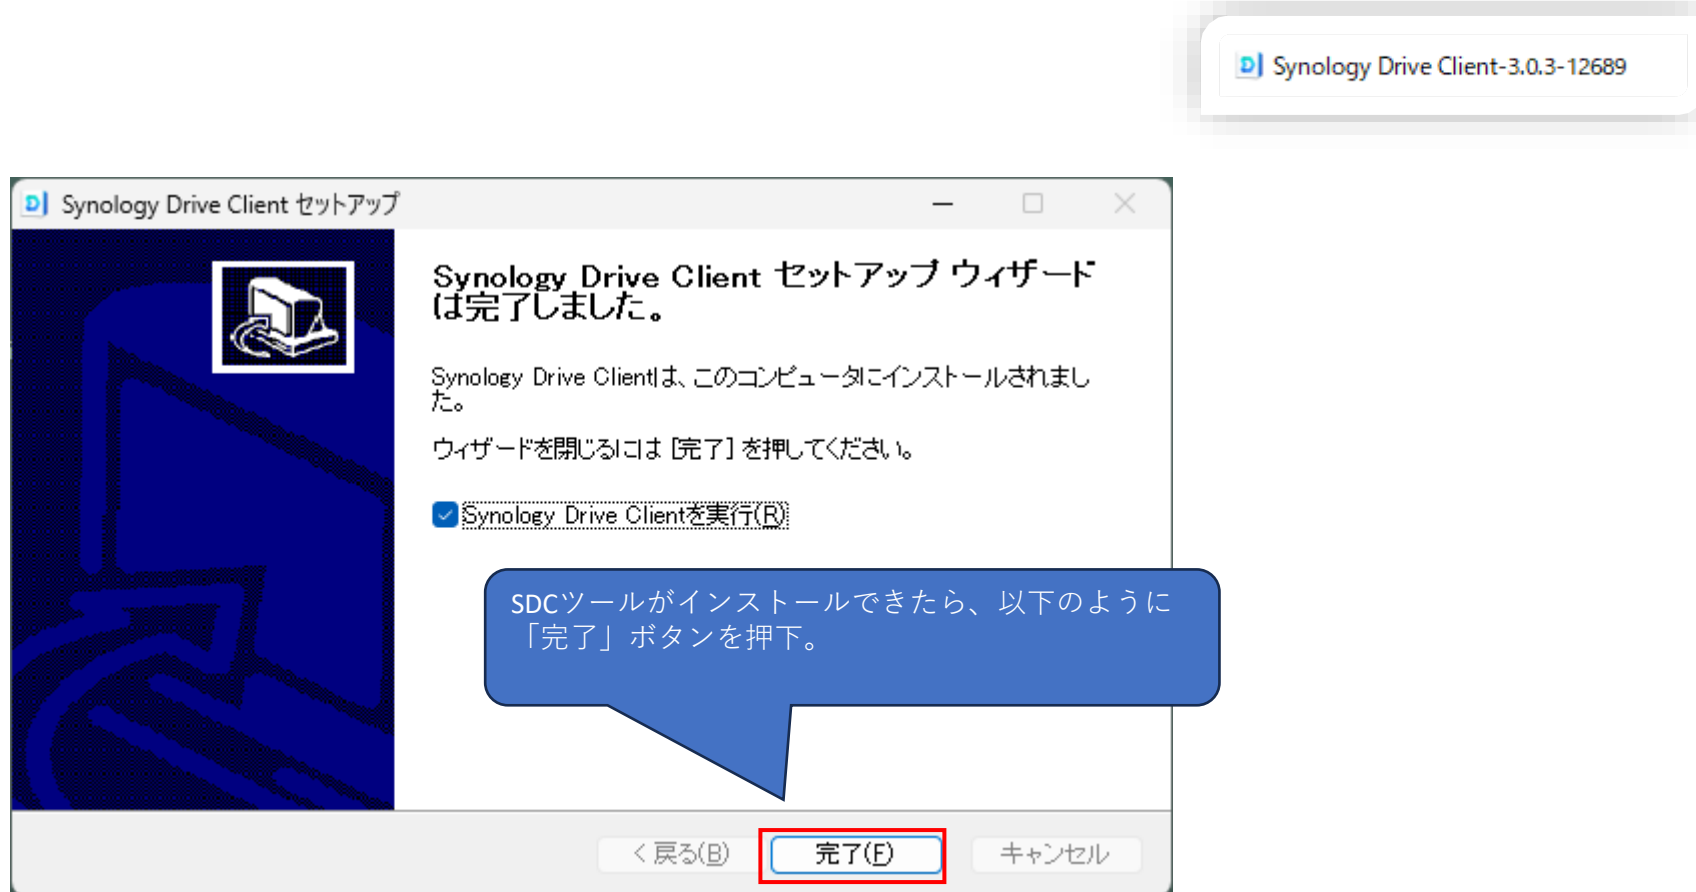 Synology Drive Client-3.0.3-12689
Synology Drive Client セットアップ
Synology Drive Client セットアップ ウィザード
は完了しました。
Synology Drive Clientは、このコンピュータにインストールされまし
た。
ウィザードを閉じるには [完了] を押してください。
Synology Drive Clientを実行(R)
SDCツールがインストールできたら、以下のように
「完了」ボタンを押下。
< 戻る(B)
完了(F)
キャンセル